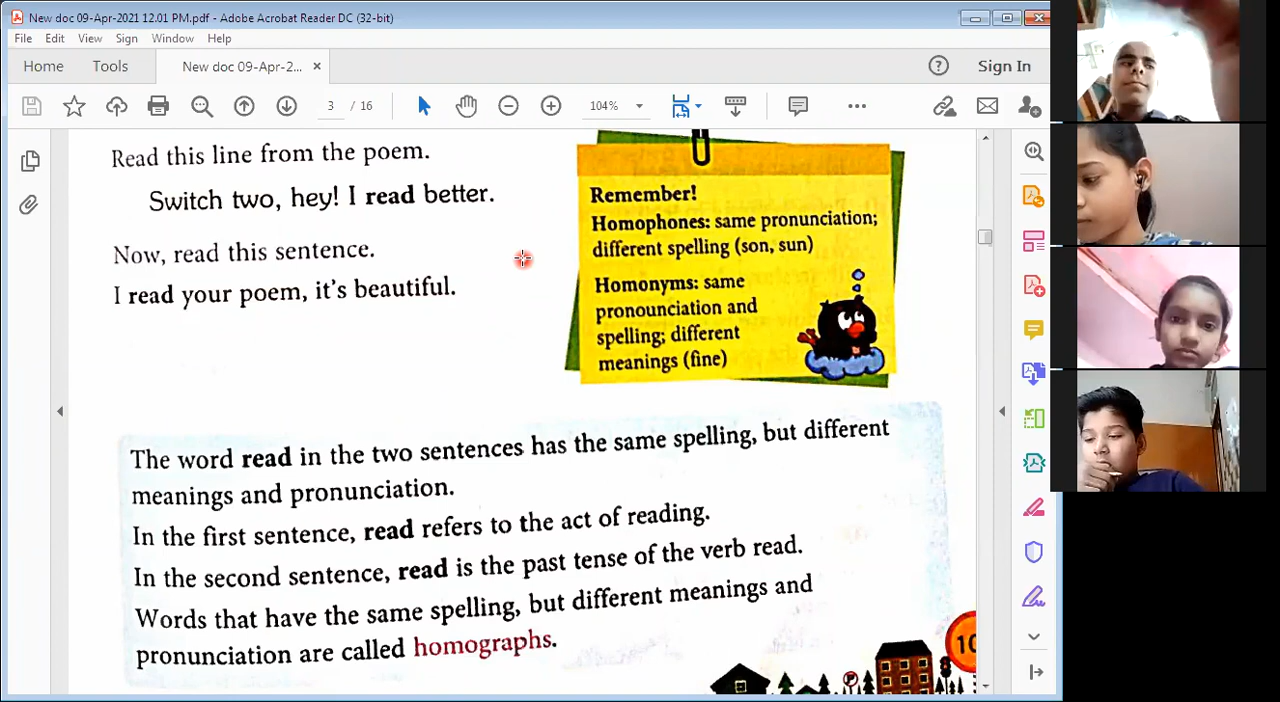 New doc 09-Apr-2021 12.01 PM.pdf - Adobe Acrobat Reader DC (32-bit)
File Edit View Sign Window Help
Home Tools New doc 09-Apr-2... × Sign In
3 / 16 104%
Read this line from the poem.
Switch two, hey! I read better.
Now, read this sentence.
I read your poem, it's beautiful.
Remember!
Homophones: same pronunciation;
different spelling (son, sun)
Homonyms: same
pronounciation and
spelling; different
meanings (fine)
The word read in the two sentences has the same spelling, but different
meanings and pronunciation.
In the first sentence, read refers to the act of reading.
In the second sentence, read is the past tense of the verb read.
Words that have the same spelling, but different meanings and
pronunciation are called homographs.
10
P